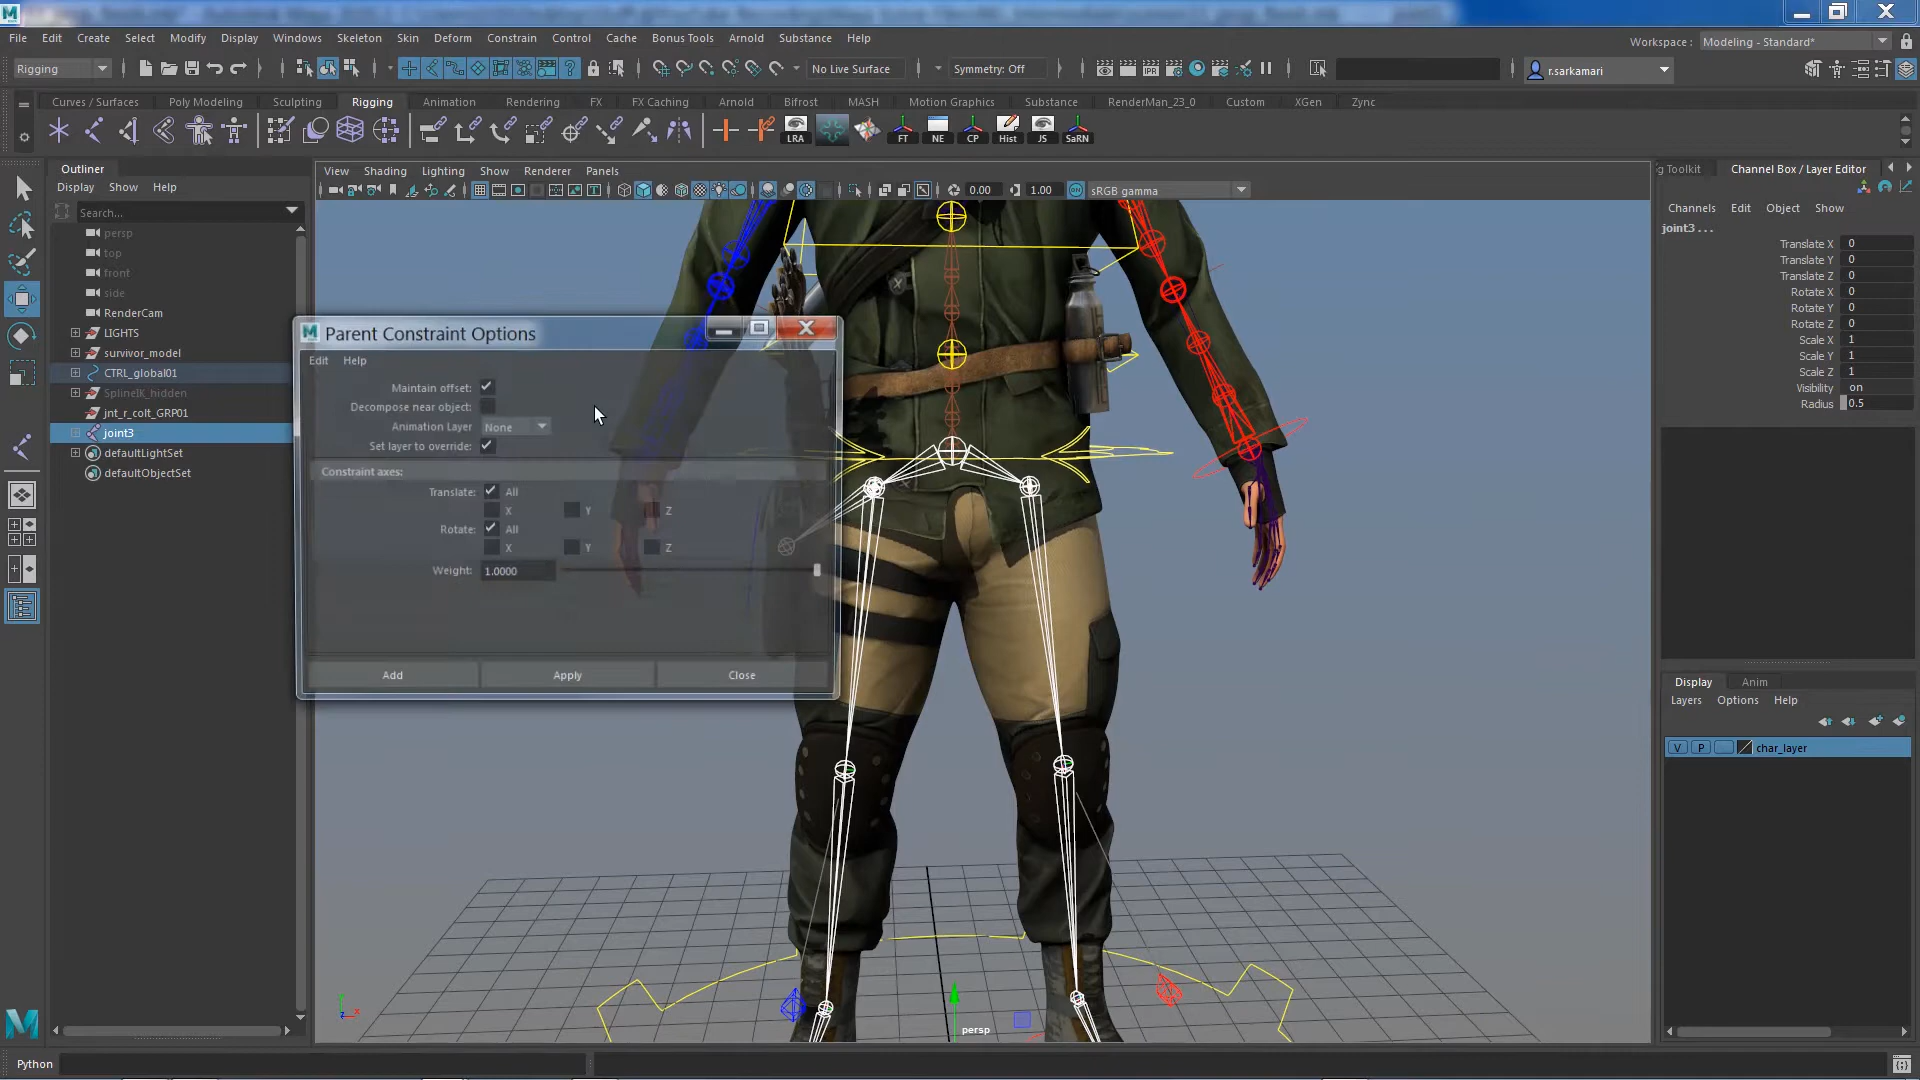 File Edit Create Select Modify Display Windows Skeleton Skin Deform Constrain Control Cache Bonus Tools Arnold Substance Help
Workspace : Modeling - Standard*
Rigging No Live Surface Symmetry: Off r.sarkamari
Curves / Surfaces Poly Modeling Sculpting Rigging Animation Rendering FX FX Caching Arnold Bifrost MASH Motion Graphics Substance RenderMan_23_0 Custom XGen Zync
IPR
LRA FT NE CP Hist JS SaRN
Outliner
Display Show Help
Search...
persp
top
front
side
RenderCam
LIGHTS
survivor_model
CTRL_global01
SplineIK_hidden
jnt_r_colt_GRP01
joint3
defaultLightSet
defaultObjectSet
View Shading Lighting Show Renderer Panels
0.00 1.00 sRGB gamma
Parent Constraint Options
Edit Help
Maintain offset:
Decompose near object:
Animation Layer None
Set layer to override:
Constraint axes:
Translate: All
X Y Z
Rotate: All
X Y Z
Weight: 1.0000
Add Apply Close
persp
g Toolkit Channel Box / Layer Editor
Channels Edit Object Show
joint3 . . .
Translate X 0
Translate Y 0
Translate Z 0
Rotate X 0
Rotate Y 0
Rotate Z 0
Scale X 1
Scale Y 1
Scale Z 1
Visibility on
Radius 0.5
Display Anim
Layers Options Help
V P char_layer
Python